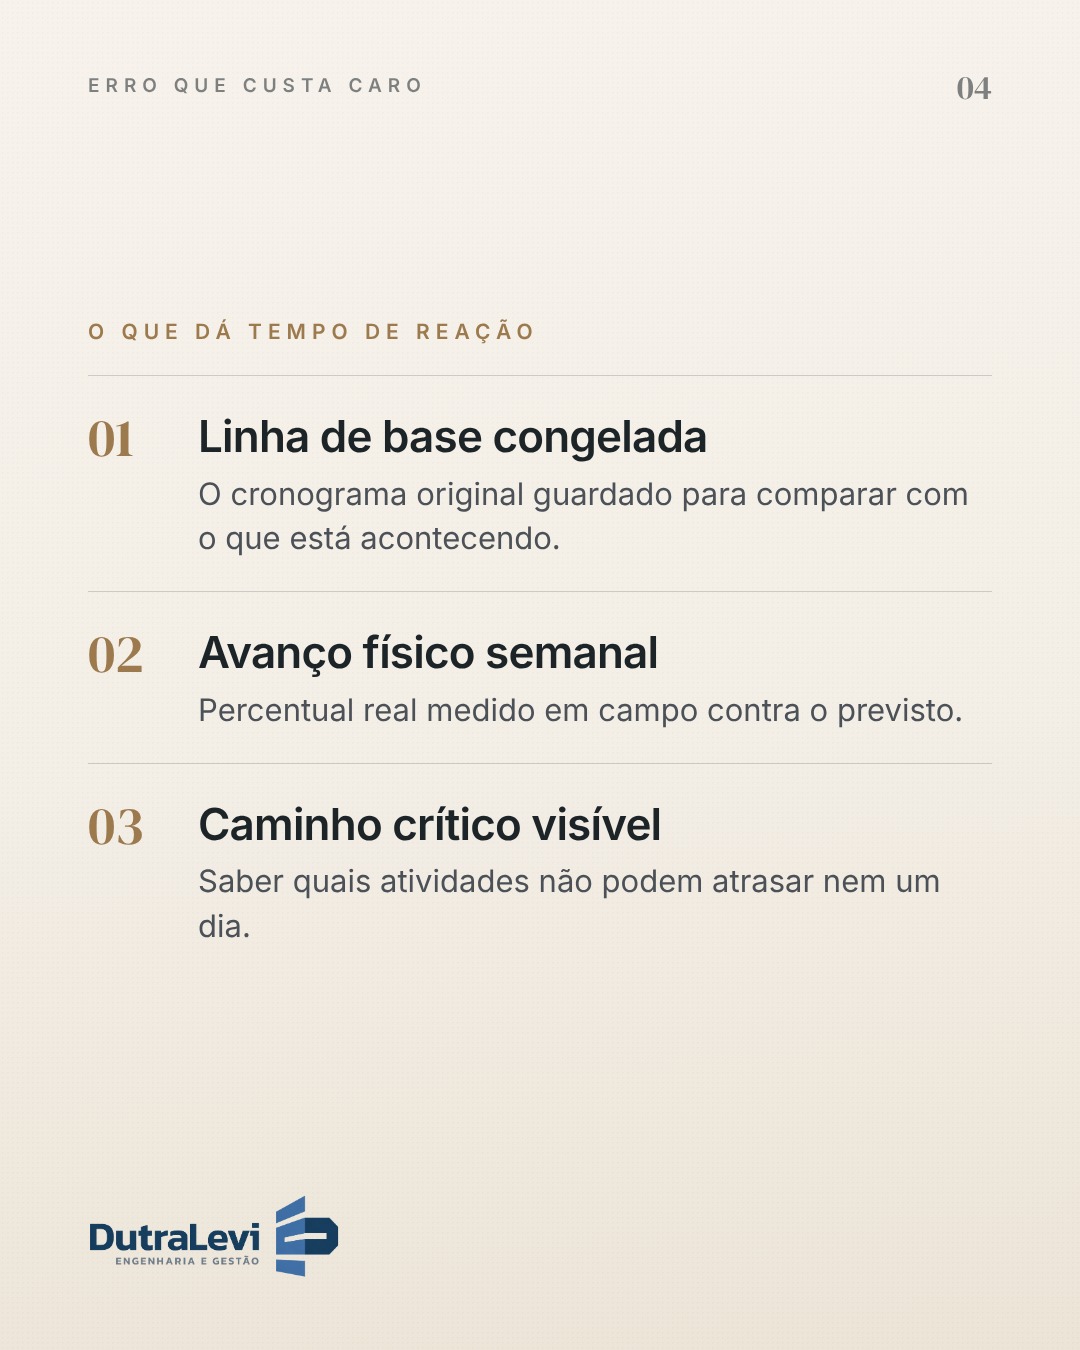 ERRO QUE CUSTA CARO
04
O QUE DÁ TEMPO DE REAÇÃO
01
Linha de base congelada
O cronograma original guardado para comparar com
o que está acontecendo.
02
Avanço físico semanal
Percentual real medido em campo contra o previsto.
03
Caminho crítico visível
Saber quais atividades não podem atrasar nem um
dia.
DutraLevi
ENGENHARIA E GESTÃO